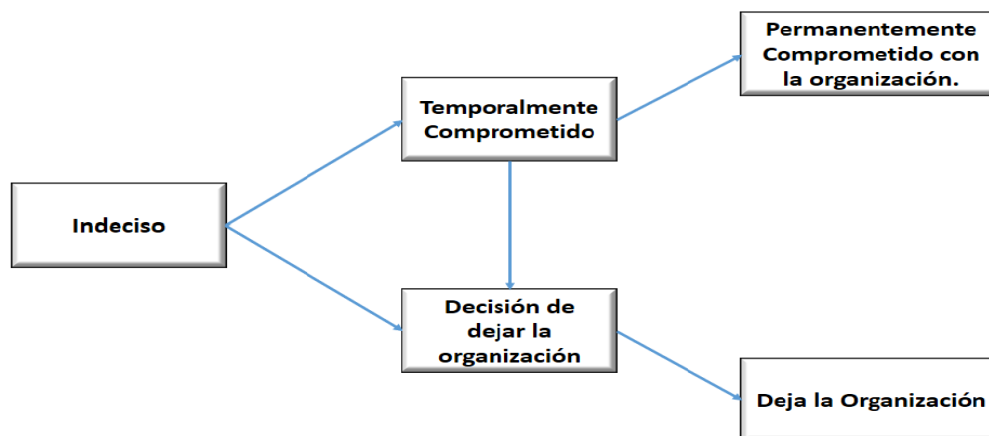 Permanentemente
Comprometido con
la organización.
Temporalmente
Comprometido
Indeciso
Decisión de
dejar la
organización
Deja la Organización